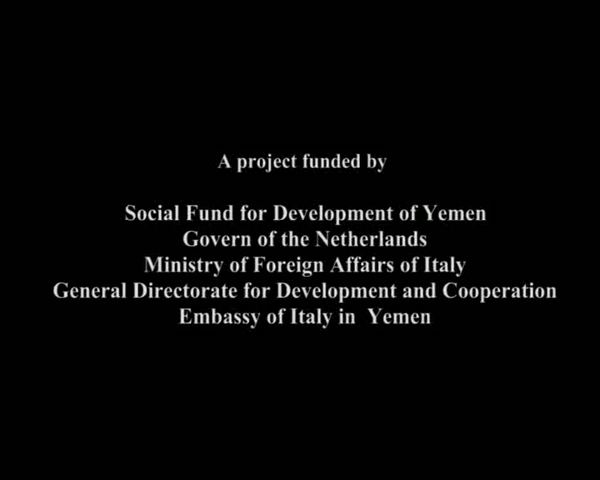 A project funded by
Social Fund for Development of Yemen
Govern of the Netherlands
Ministry of Foreign Affairs of Italy
General Directorate for Development and Cooperation
Embassy of Italy in  Yemen